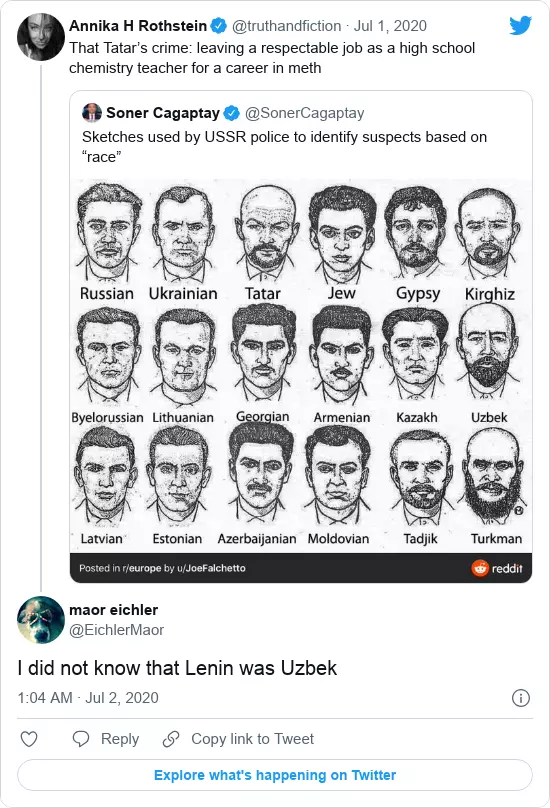 Annika H Rothstein @truthandfiction · Jul 1, 2020
That Tatar’s crime: leaving a respectable job as a high school
chemistry teacher for a career in meth
Soner Cagaptay @SonerCagaptay
Sketches used by USSR police to identify suspects based on
“race”
Russian Ukrainian Tatar Jew Gypsy Kirghiz
Byelorussian Lithuanian Georgian Armenian Kazakh Uzbek
Latvian Estonian Azerbaijanian Moldovian Tadjik Turkman
Posted in r/europe by u/JoeFalchetto reddit
maor eichler
@EichlerMaor
I did not know that Lenin was Uzbek
1:04 AM · Jul 2, 2020
Reply Copy link to Tweet
Explore what's happening on Twitter